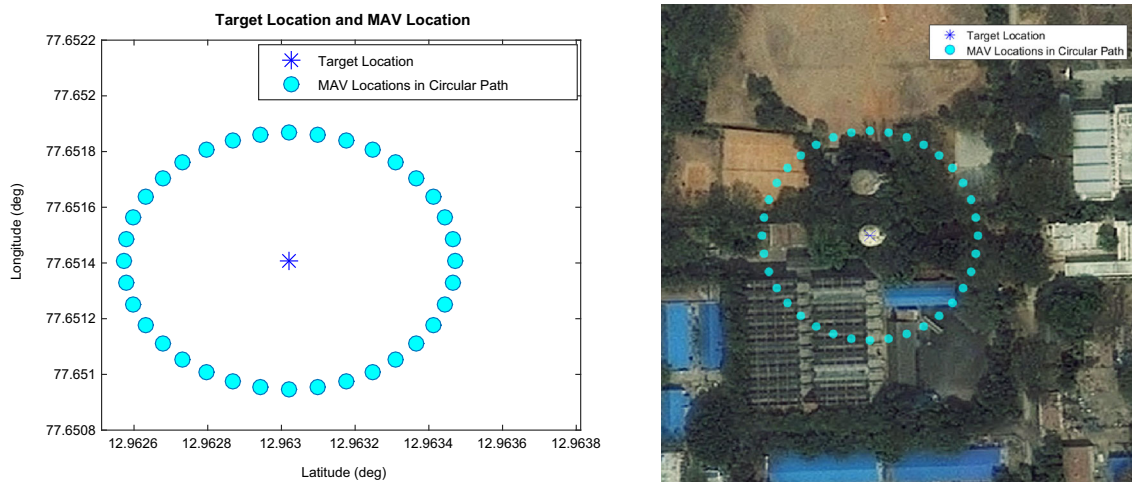 Target Location and MAV Location
77.6522
77.652
77.6518
77.6516
77.6514
77.6512
77.651
77.6508
Longitude (deg)
Target Location
MAV Locations in Circular Path
12.9626
12.9628
12.963
12.9632
12.9634
12.9636
12.9638
Latitude (deg)
Target Location
MAV Locations in Circular Path